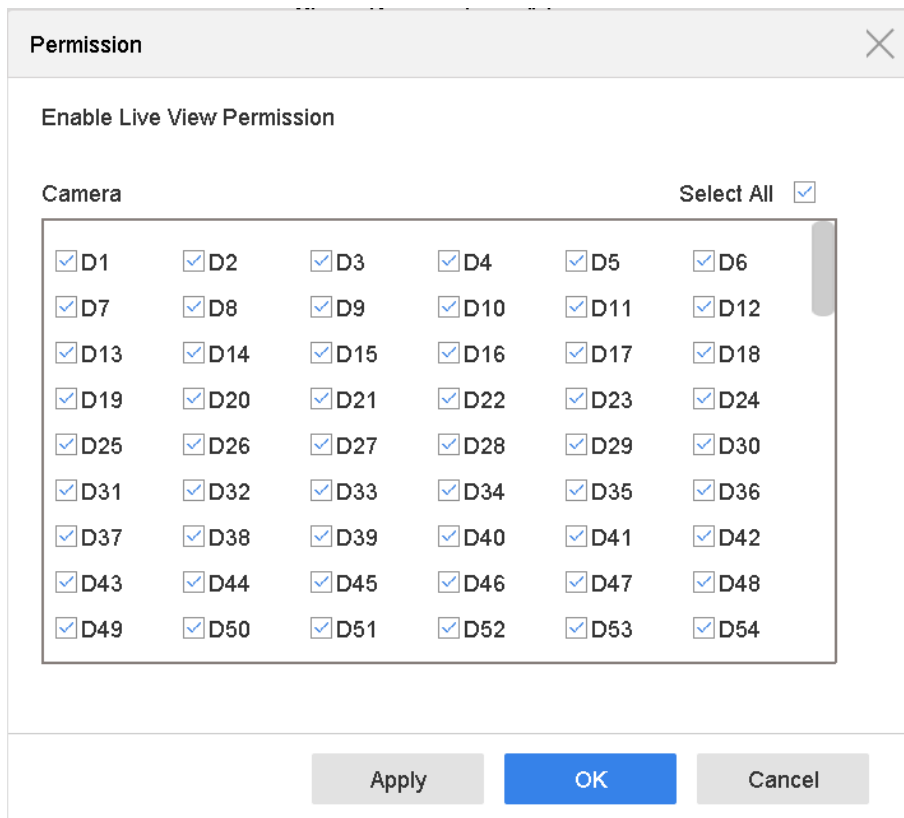 Permission
Enable Live View Permission
Camera Select All
D1 D2 D3 D4 D5 D6
D7 D8 D9 D10 D11 D12
D13 D14 D15 D16 D17 D18
D19 D20 D21 D22 D23 D24
D25 D26 D27 D28 D29 D30
D31 D32 D33 D34 D35 D36
D37 D38 D39 D40 D41 D42
D43 D44 D45 D46 D47 D48
D49 D50 D51 D52 D53 D54
Apply OK Cancel